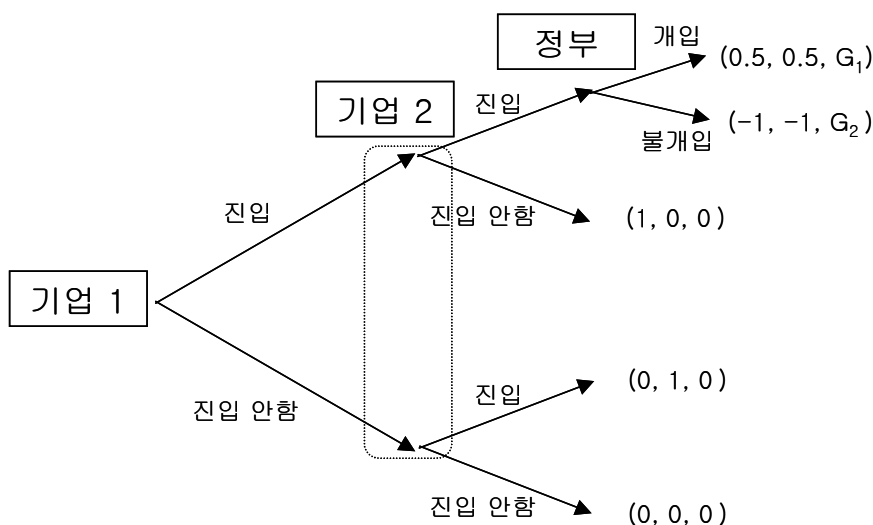 정부
개입
(0.5, 0.5, G1)
기업 2
진입
(-1, -1, G2)
불개입
진입
진입 안함
(1, 0, 0)
기업 1
진입
(0, 1, 0)
진입 안함
진입 안함
(0, 0, 0)